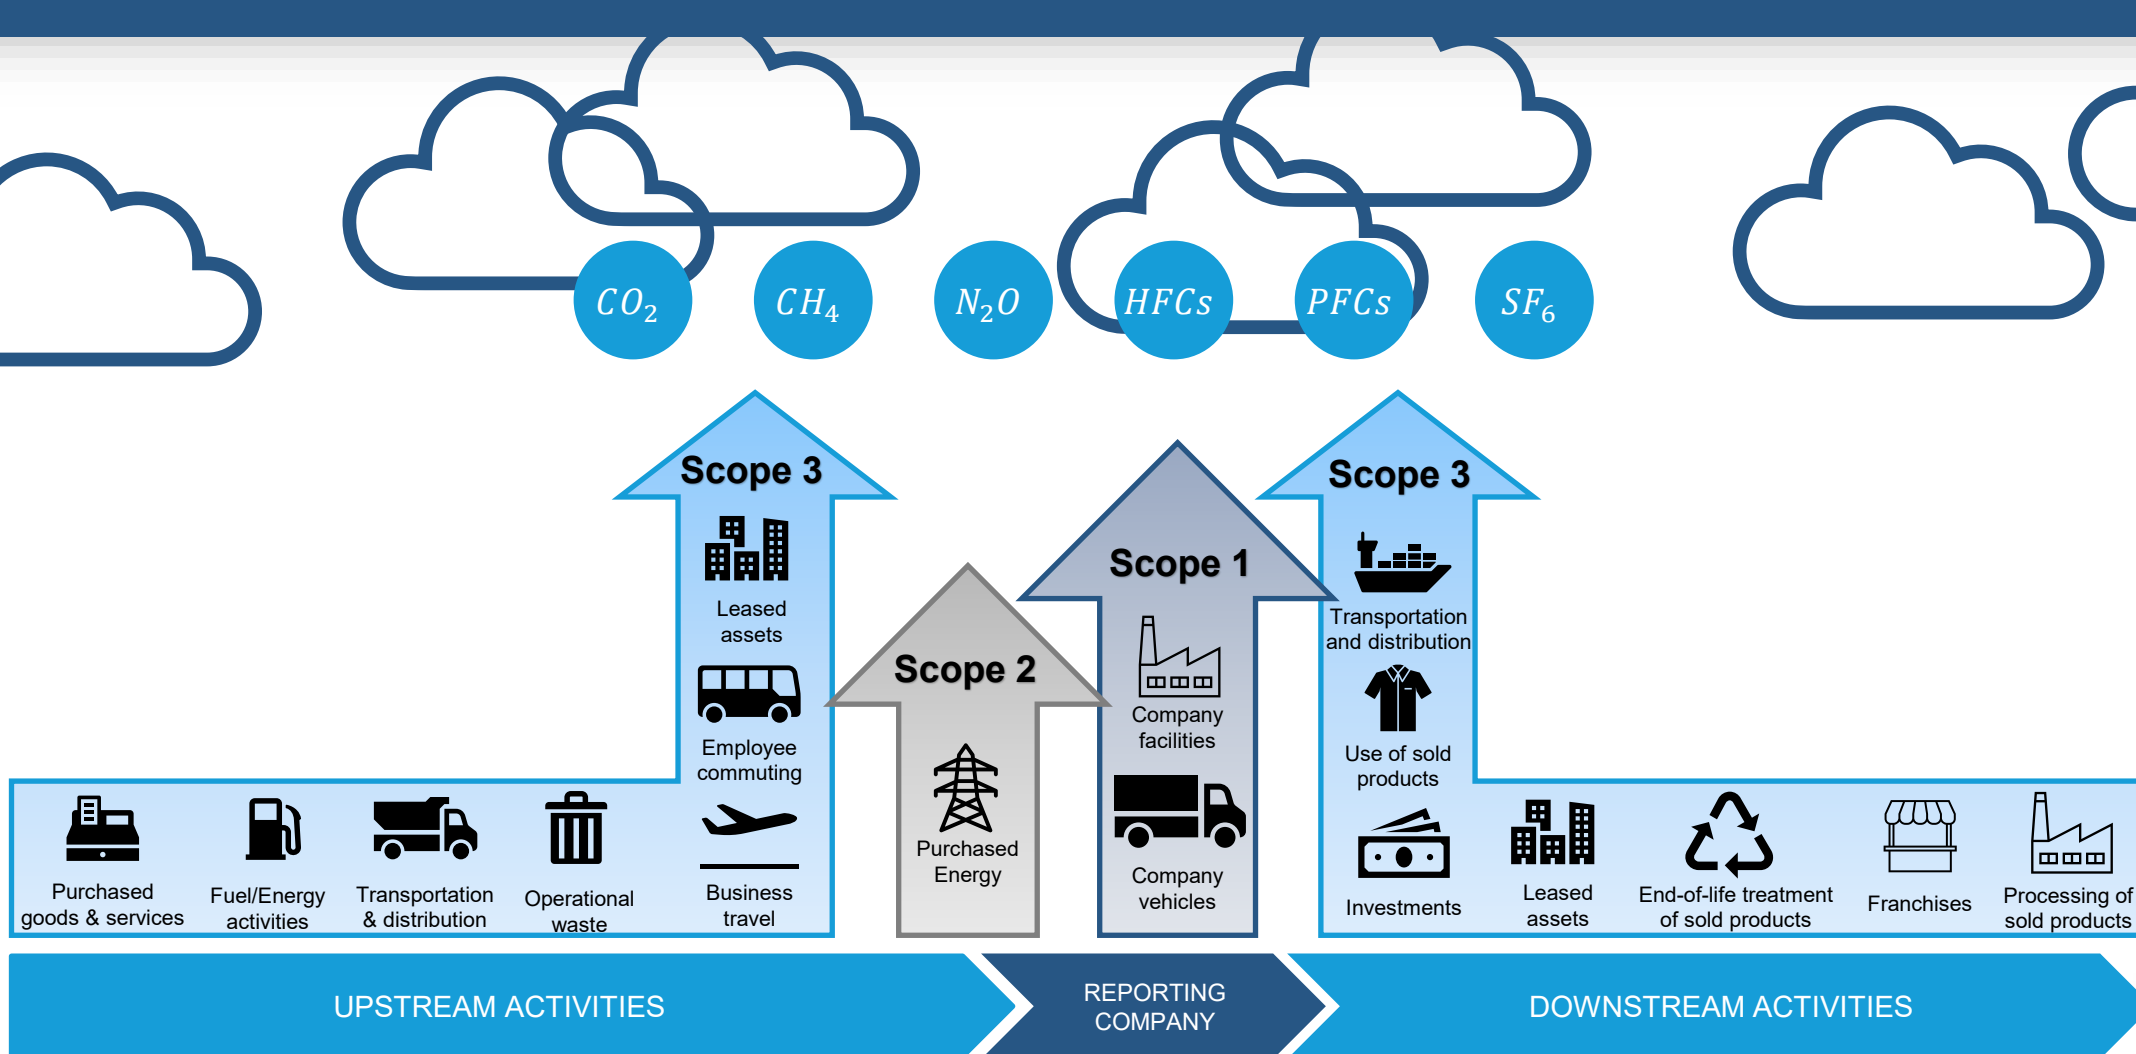 CO₂ CH₄ N₂O HFCs PFCs SF₆
Scope 3
Leased
assets
Employee
commuting
Business
travel
Purchased
goods & services
Fuel/Energy
activities
Transportation
& distribution
Operational
waste
Scope 2
Purchased
Energy
Scope 1
Company
facilities
Company
vehicles
Scope 3
Transportation
and distribution
Use of sold
products
Investments
Leased
assets
End-of-life treatment
of sold products
Franchises
Processing of
sold products
UPSTREAM ACTIVITIES
REPORTING
COMPANY
DOWNSTREAM ACTIVITIES